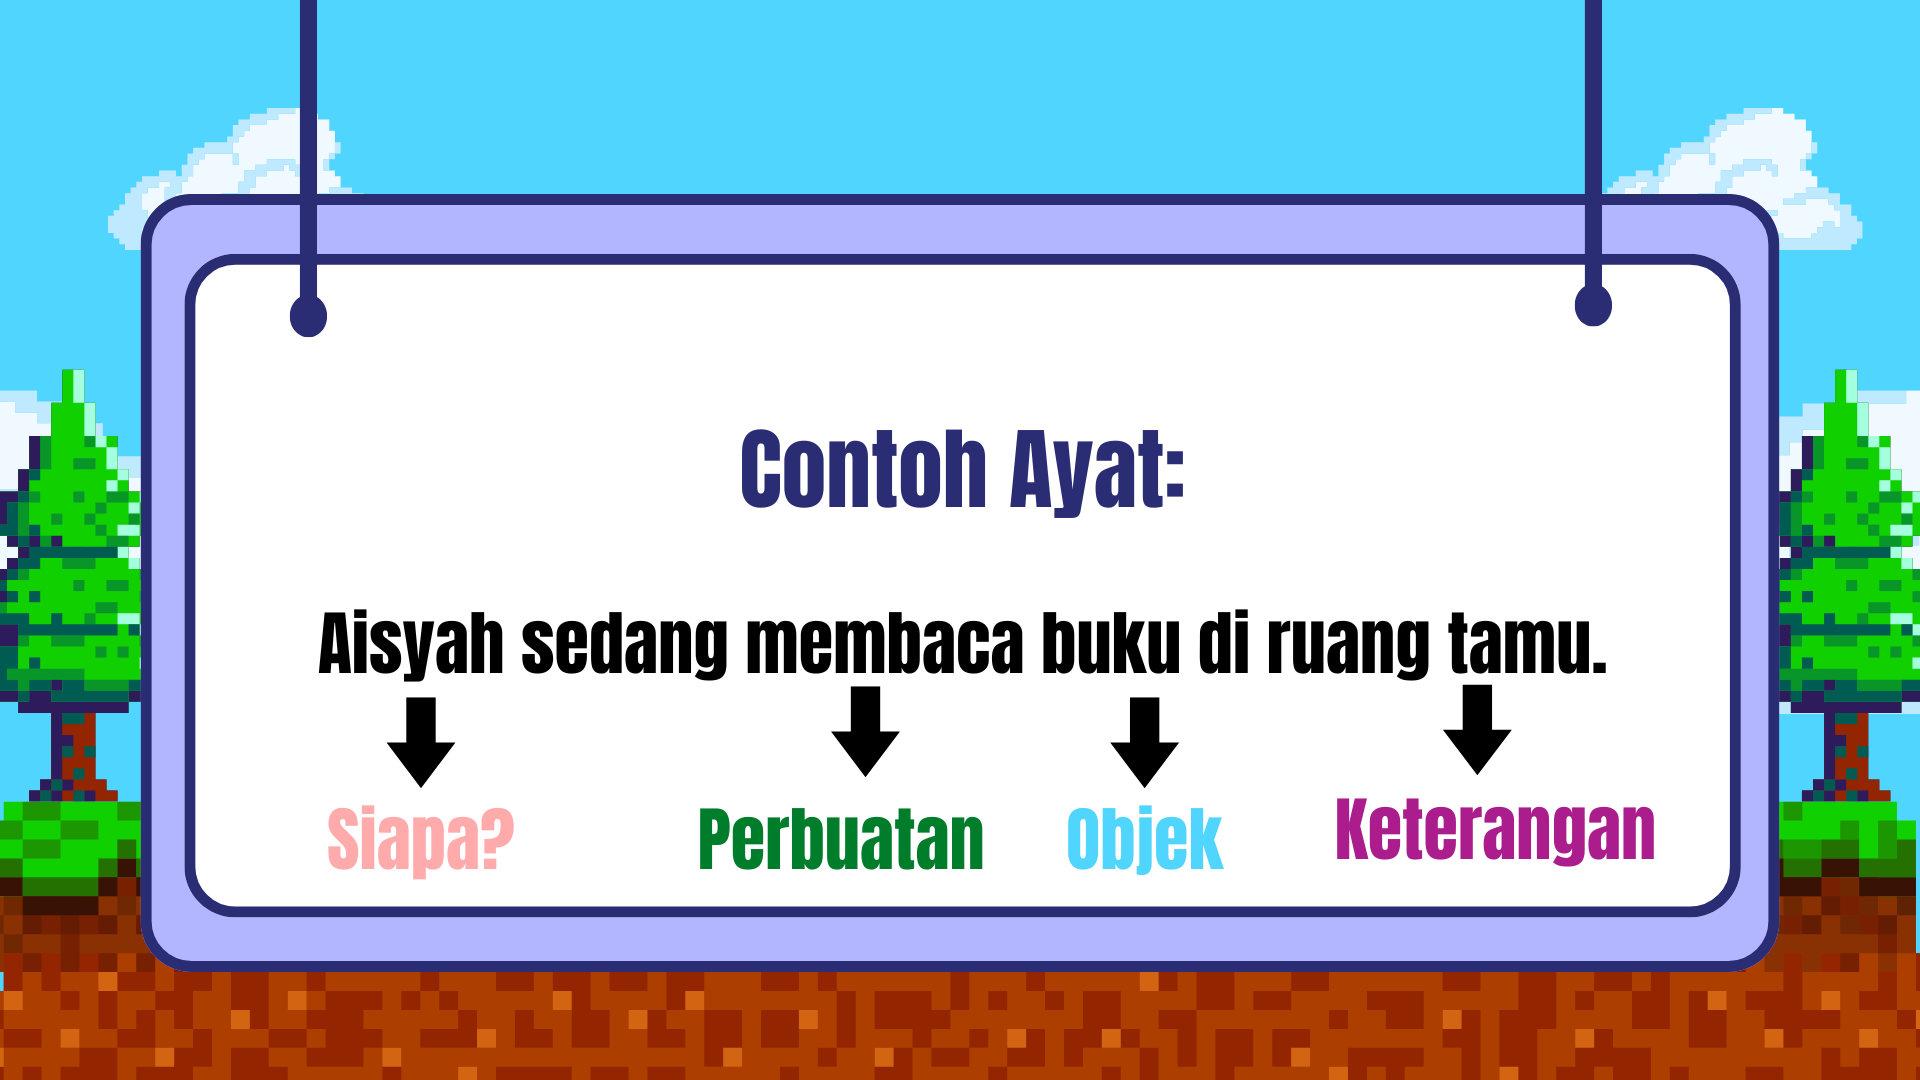 Contoh Ayat:
Aisyah sedang membaca buku di ruang tamu.
Siapa? Perbuatan Objek Keterangan